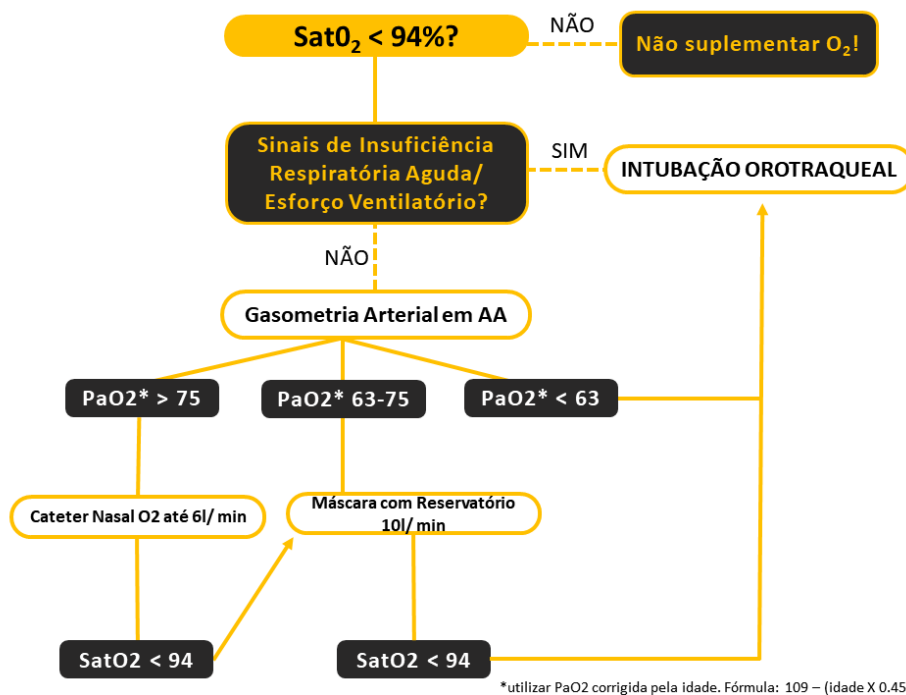 SatO₂ < 94%?
NÃO
Não suplementar O₂!
Sinais de Insuficiência
Respiratória Aguda/
Esforço Ventilatório?
SIM
INTUBAÇÃO OROTRAQUEAL
NÃO
Gasometria Arterial em AA
PaO2* > 75
PaO2* 63-75
PaO2* < 63
Cateter Nasal O2 até 6l/ min
Máscara com Reservatório
10l/ min
SatO2 < 94
SatO2 < 94
*utilizar PaO2 corrigida pela idade. Fórmula: 109 – (idade X 0.45